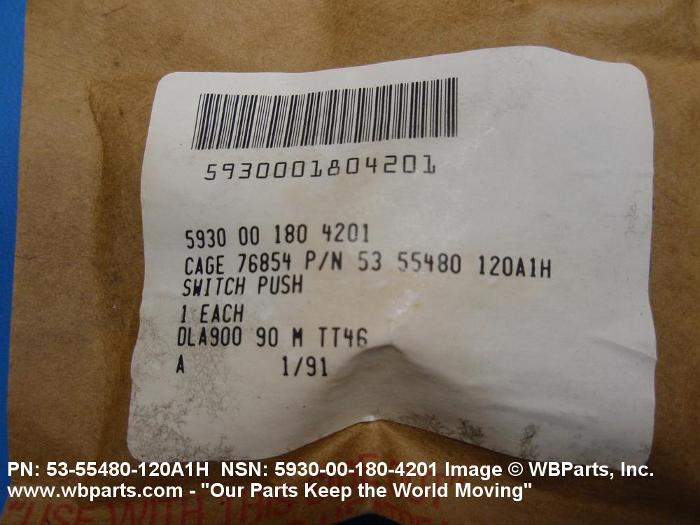 5930001804201
5930 00 180 4201
CAGE 76854 P/N 53 55480 120A1H
SWITCH PUSH
1 EACH
DLA900 90 M TT46
A 1/91
PN: 53-55480-120A1H NSN: 5930-00-180-4201 Image © WBParts, Inc.
www.wbparts.com - "Our Parts Keep the World Moving"